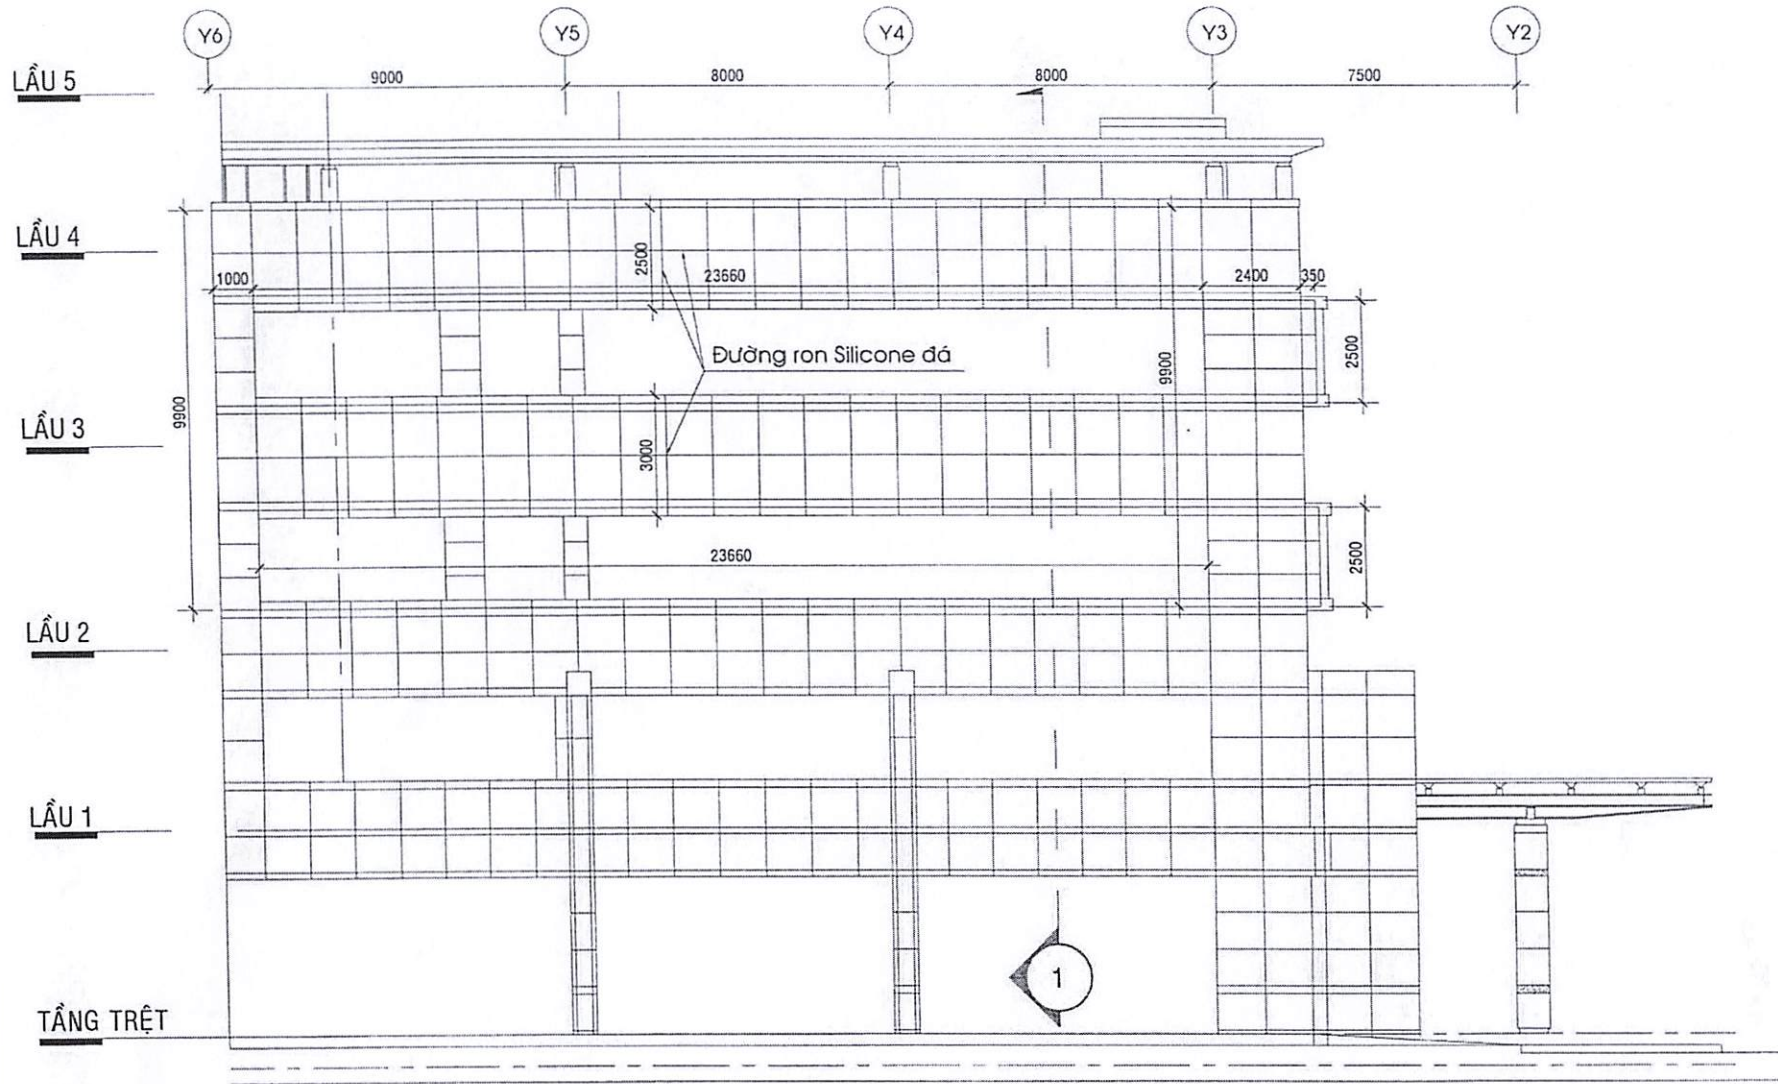 Y6 Y5 Y4 Y3 Y2
LẦU 5
9000 8000 8000 7500
LẦU 4
2500
1000 23660 2400 350
Đường ron Silicone đá
2500
9900
9900
LẦU 3
3000
23660
2500
LẦU 2
LẦU 1
1
TẦNG TRỆT